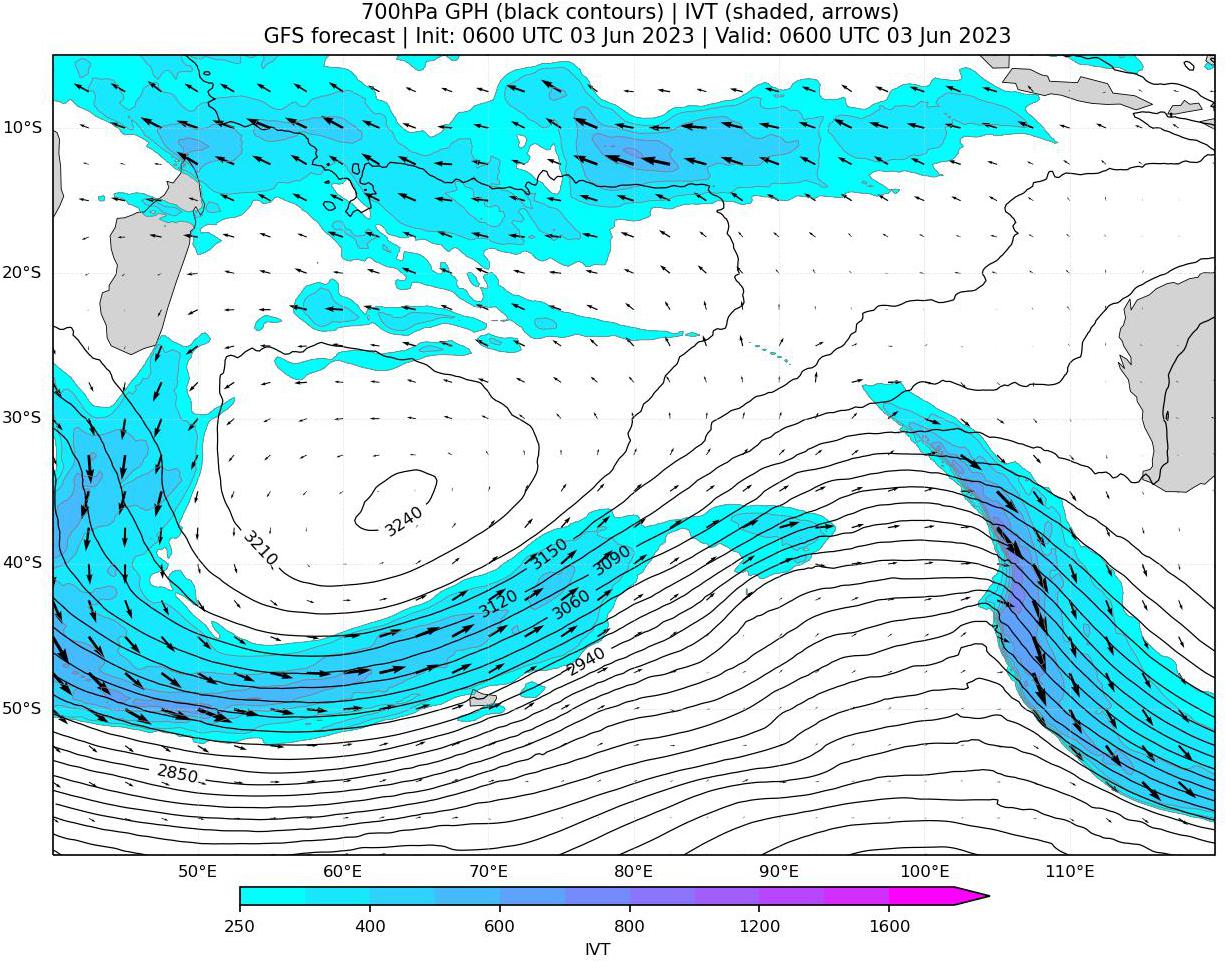 700hPa GPH (black contours) | IVT (shaded, arrows)
GFS forecast | Init: 0600 UTC 03 Jun 2023 | Valid: 0600 UTC 03 Jun 2023
10°S
20°S
30°S
40°S
50°S
3240
3210
3150
3090
3120
3060
2940
2850
50°E 60°E 70°E 80°E 90°E 100°E 110°E
250 400 600 800 1200 1600
IVT